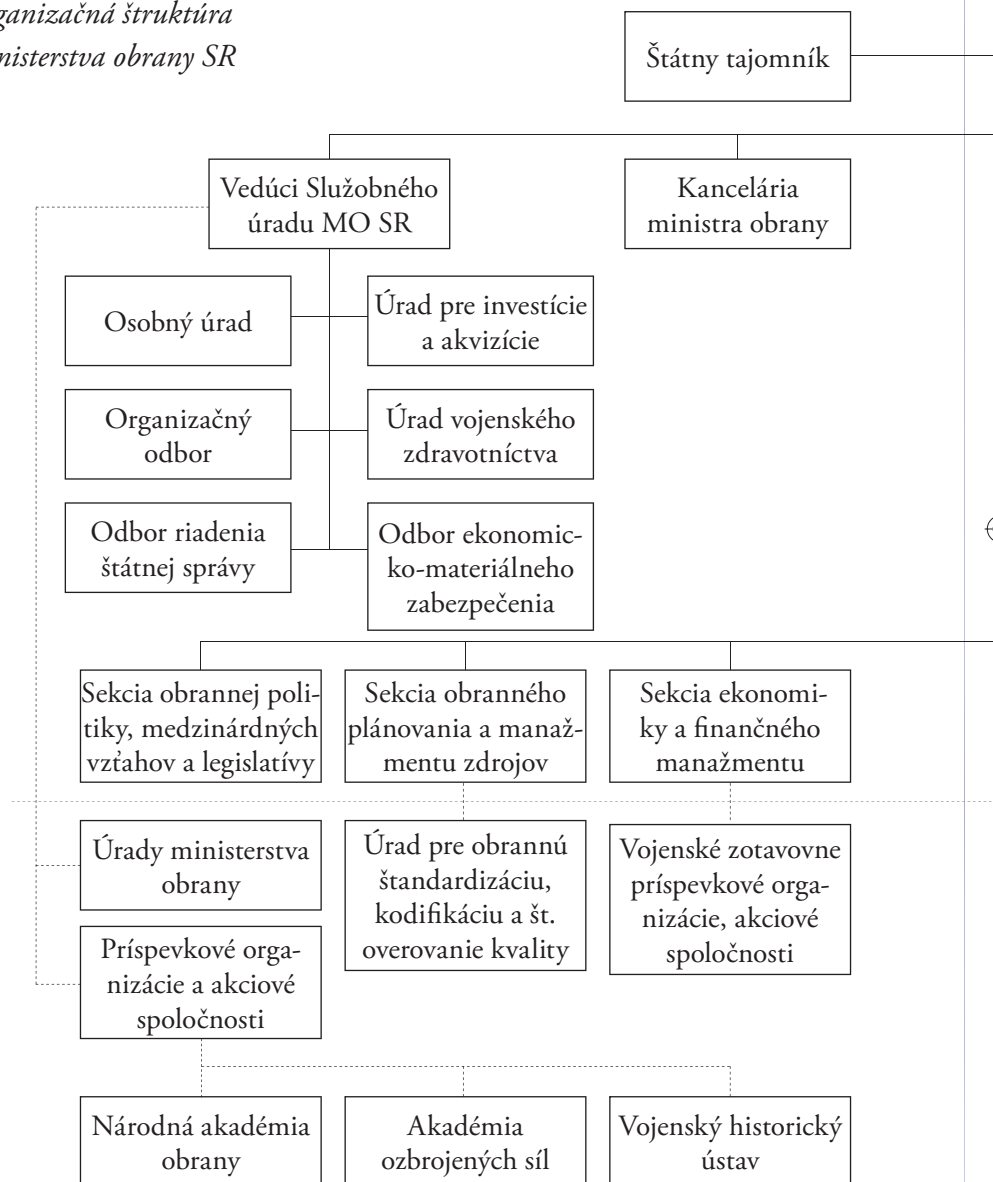 ganizačná štruktúra
nisterstva obrany SR
Štátny tajomník
Vedúci Služobného
úradu MO SR
Kancelária
ministra obrany
Osobný úrad
Úrad pre investície
a akvizície
Organizačný
odbor
Úrad vojenského
zdravotníctva
Odbor riadenia
štátnej správy
Odbor ekonomic-
ko-materiálneho
zabezpečenia
Sekcia obrannej poli-
tiky, medzinárdných
vzťahov a legislatívy
Sekcia obranného
plánovania a manaž-
mentu zdrojov
Sekcia ekonomi-
ky a finančného
manažmentu
Úrady ministerstva
obrany
Úrad pre obrannú
štandardizáciu,
kodifikáciu a št.
overovanie kvality
Vojenské zotavovne
príspevkové orga-
nizácie, akciové
spoločnosti
Príspevkové orga-
nizácie a akciové
spoločnosti
Národná akadémia
obrany
Akadémia
ozbrojených síl
Vojenský historický
ústav